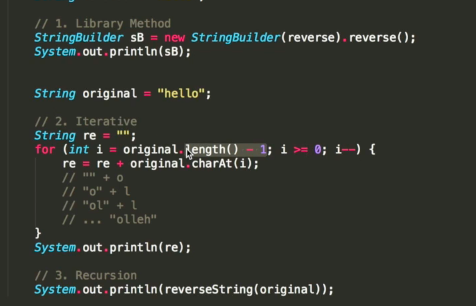 // 1. Library Method
StringBuilder sB = new StringBuilder(reverse).reverse();
System.out.println(sB);
String original = "hello";
// 2. Iterative
String re = "";
for (int i = original.length() - 1; i >= 0; i--) {
re = re + original.charAt(i);
// "" + o
// "o" + l
// "ol" + l
// ... "olleh"
}
System.out.println(re);
// 3. Recursion
System.out.println(reverseString(original));